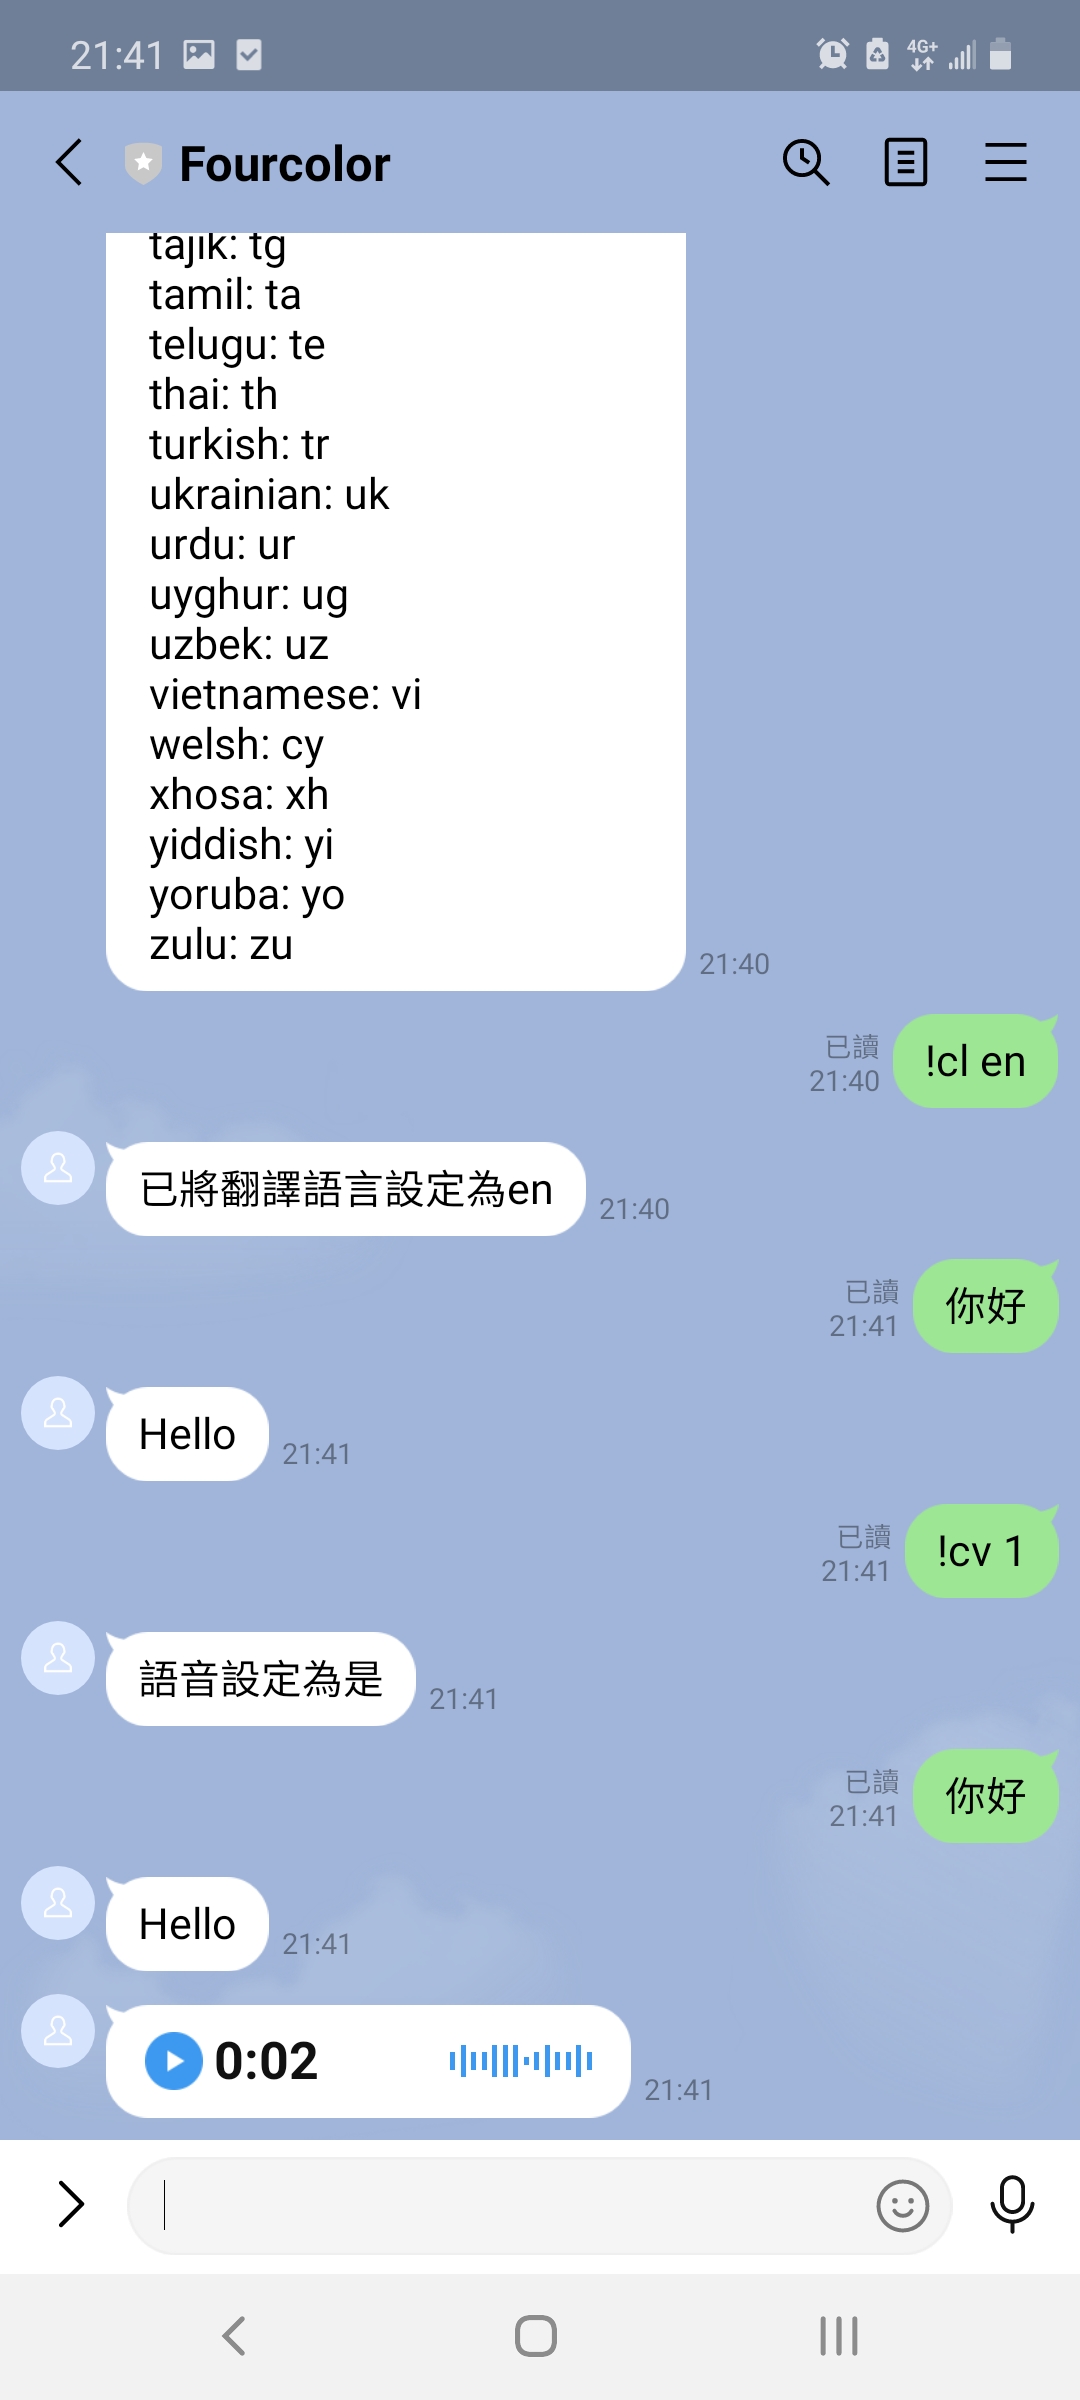 21:41
4G+
Fourcolor
tajik: tg
tamil: ta
telugu: te
thai: th
turkish: tr
ukrainian: uk
urdu: ur
uyghur: ug
uzbek: uz
vietnamese: vi
welsh: cy
xhosa: xh
yiddish: yi
yoruba: yo
zulu: zu
21:40
已讀
21:40
!cl en
已將翻譯語言設定為en
21:40
已讀
21:41
你好
Hello
21:41
已讀
21:41
!cv 1
語音設定為是
21:41
已讀
21:41
你好
Hello
21:41
0:02
21:41